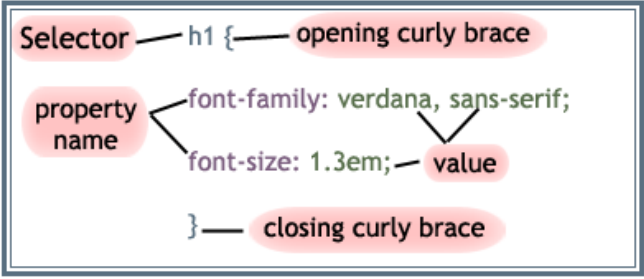 Selector h1 { opening curly brace
property name
font-family: verdana, sans-serif;
font-size: 1.3em; value
} closing curly brace